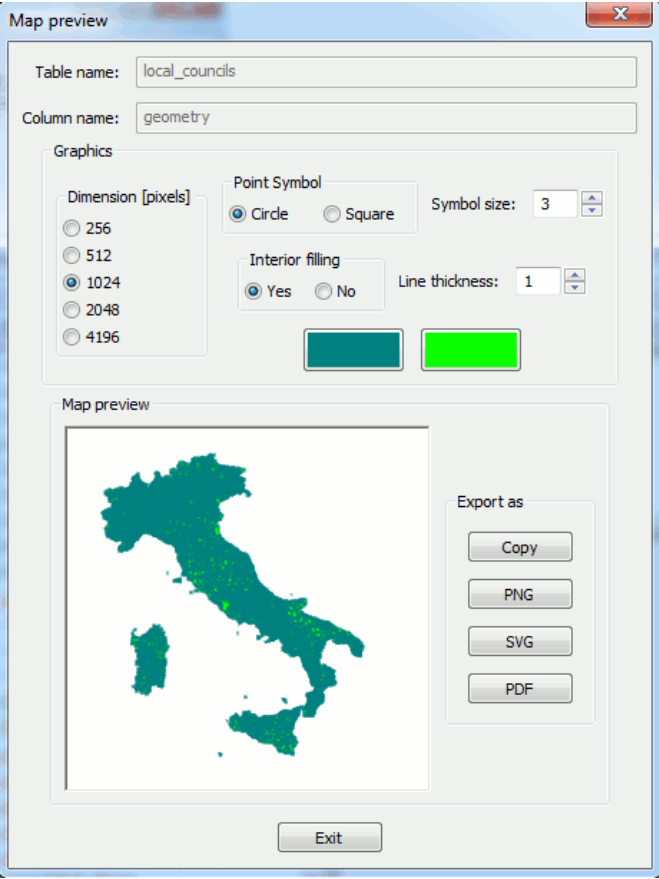 Map preview
Table name: local_councils
Column name: geometry
Graphics
Dimension [pixels]
256
512
1024
2048
4196
Point Symbol
Circle Square
Symbol size: 3
Interior filling
Yes No
Line thickness: 1
Map preview
Export as
Copy
PNG
SVG
PDF
Exit